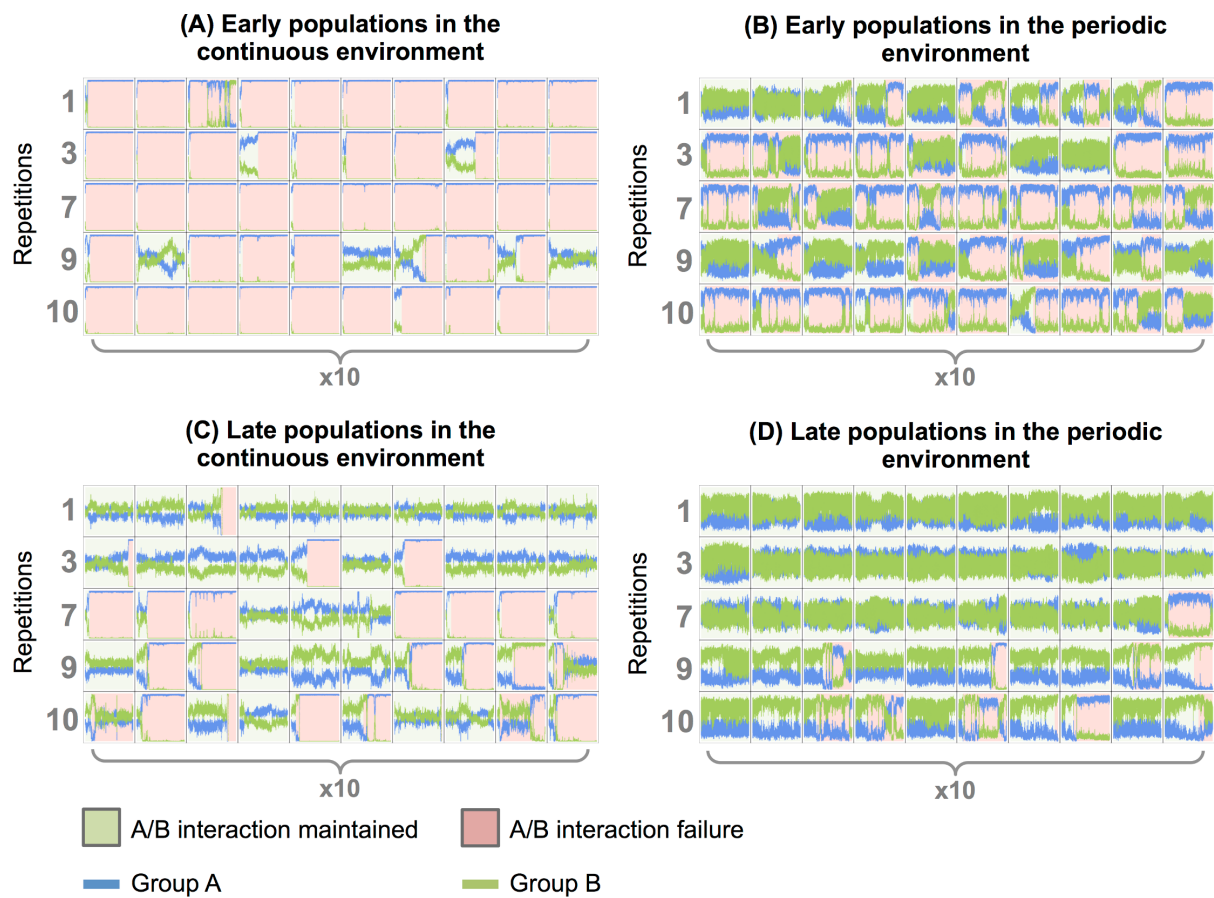 (A) Early populations in the
continuous environment
Repetitions
1
3
7
9
10
x10
(B) Early populations in the periodic
environment
Repetitions
1
3
7
9
10
x10
(C) Late populations in the
continuous environment
Repetitions
1
3
7
9
10
x10
(D) Late populations in the periodic
environment
Repetitions
1
3
7
9
10
x10
A/B interaction maintained
A/B interaction failure
Group A
Group B